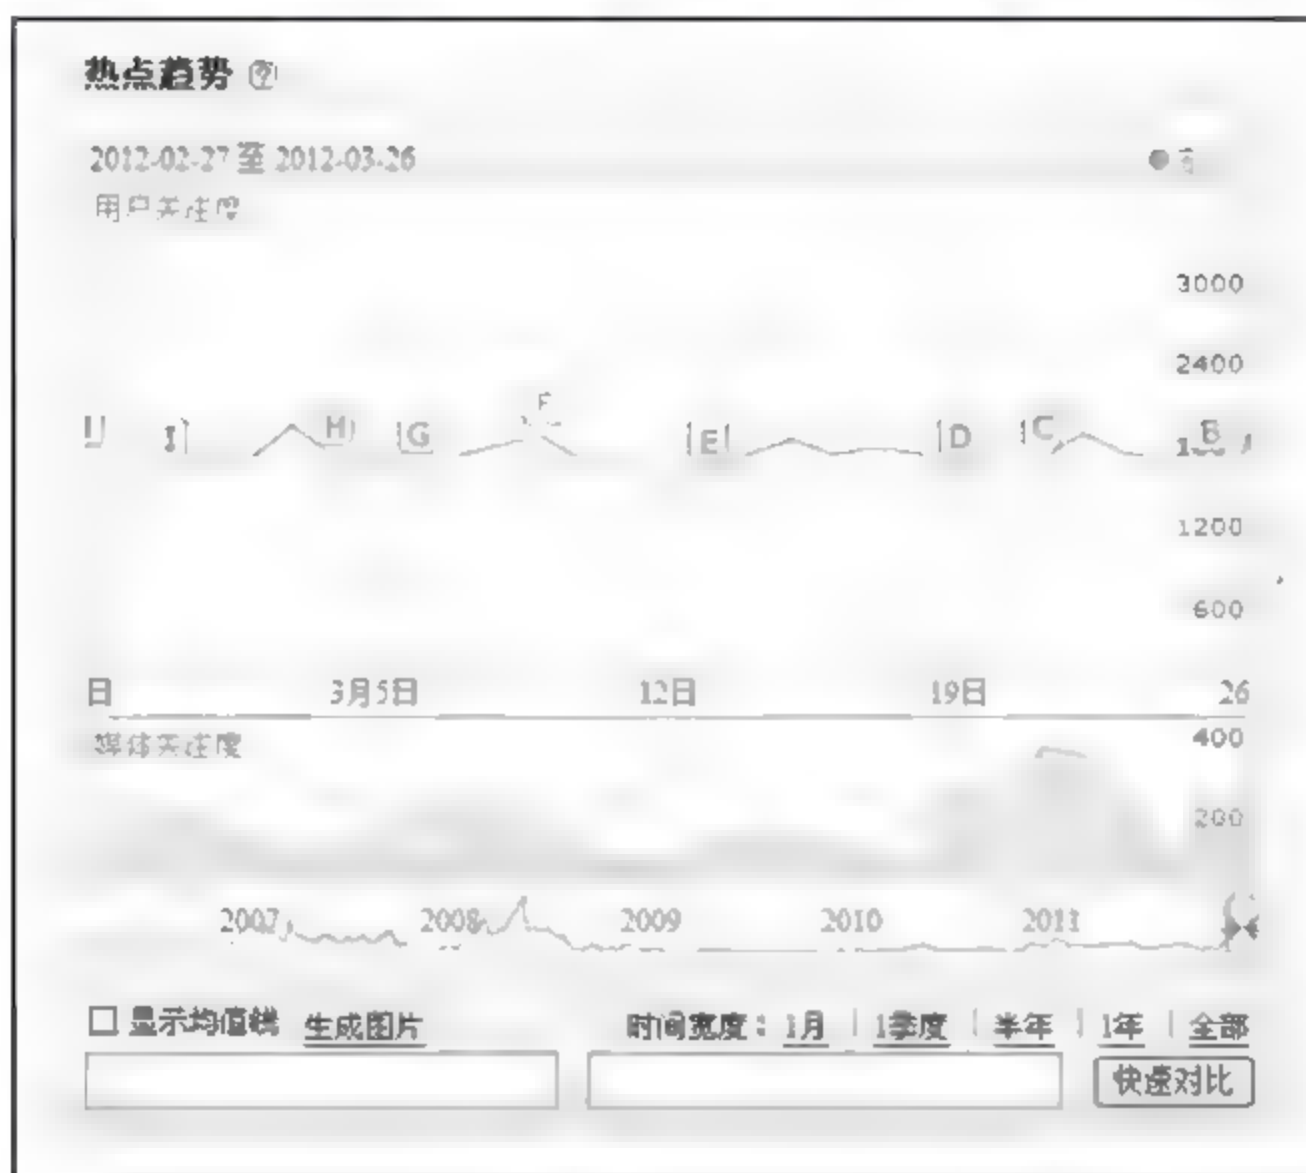 热点趋势 ?
2012-02-27 至 2012-03-26
用户关注度
3000
2400
I H G F E D C B
1200
600
日 3月5日 12日 19日 26
媒体关注度 400
200
2007 2008 2009 2010 2011
显示均值线 生成图片 时间宽度：1月 | 1季度 | 半年 | 1年 | 全部
快速对比